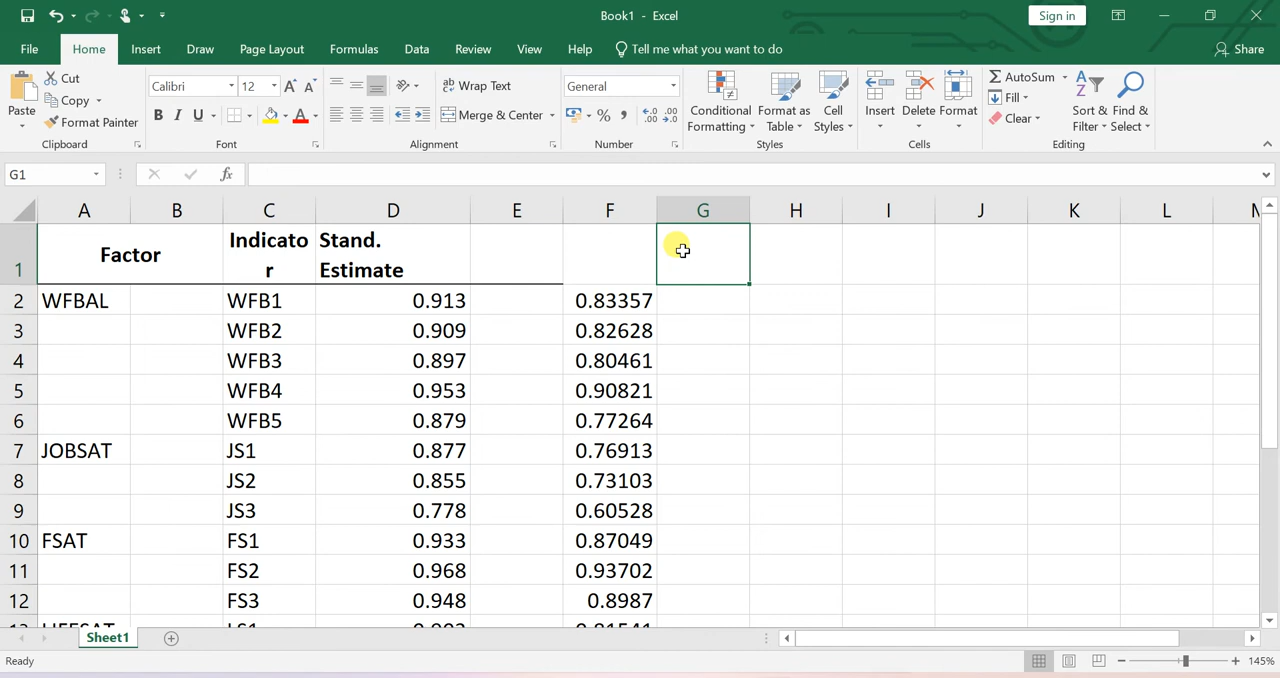 Book1 - Excel
Sign in
File Home Insert Draw Page Layout Formulas Data Review View Help Tell me what you want to do Share
Paste
Cut
Copy
Format Painter
Clipboard
Calibri 12
B I U
Font
Wrap Text
Merge & Center
Alignment
General
Number
Conditional Formatting
Format as Table
Cell Styles
Styles
Insert Delete Format
Cells
AutoSum
Fill
Clear
Sort & Filter
Find & Select
Editing
G1 fx
A B C D E F G H I J K L
1 Factor Indicato
r Stand.
Estimate
2 WFBAL WFB1 0.913 0.83357
3 WFB2 0.909 0.82628
4 WFB3 0.897 0.80461
5 WFB4 0.953 0.90821
6 WFB5 0.879 0.77264
7 JOBSAT JS1 0.877 0.76913
8 JS2 0.855 0.73103
9 JS3 0.778 0.60528
10 FSAT FS1 0.933 0.87049
11 FS2 0.968 0.93702
12 FS3 0.948 0.8987
Sheet1
Ready 145%